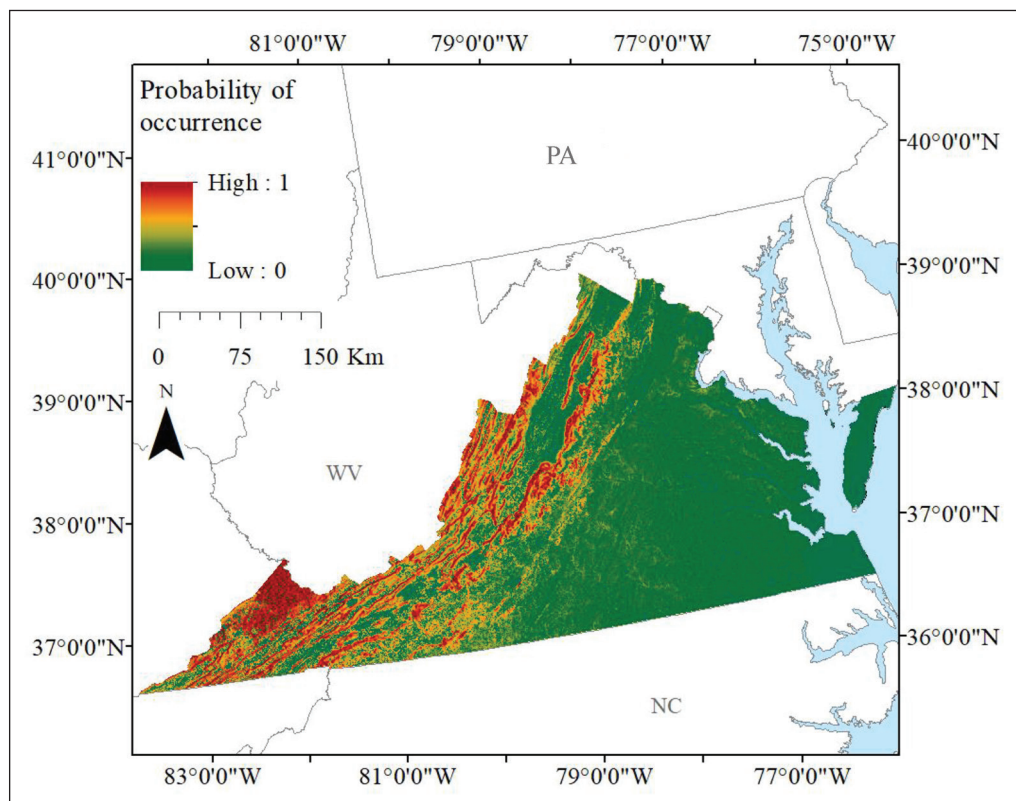 81°0'0"W 79°0'0"W 77°0'0"W 75°0'0"W
Probability of
occurrence
High : 1
Low : 0
0 75 150 Km
N
PA
WV
NC
41°0'0"N
40°0'0"N
39°0'0"N
38°0'0"N
37°0'0"N
40°0'0"N
39°0'0"N
38°0'0"N
37°0'0"N
36°0'0"N
83°0'0"W 81°0'0"W 79°0'0"W 77°0'0"W